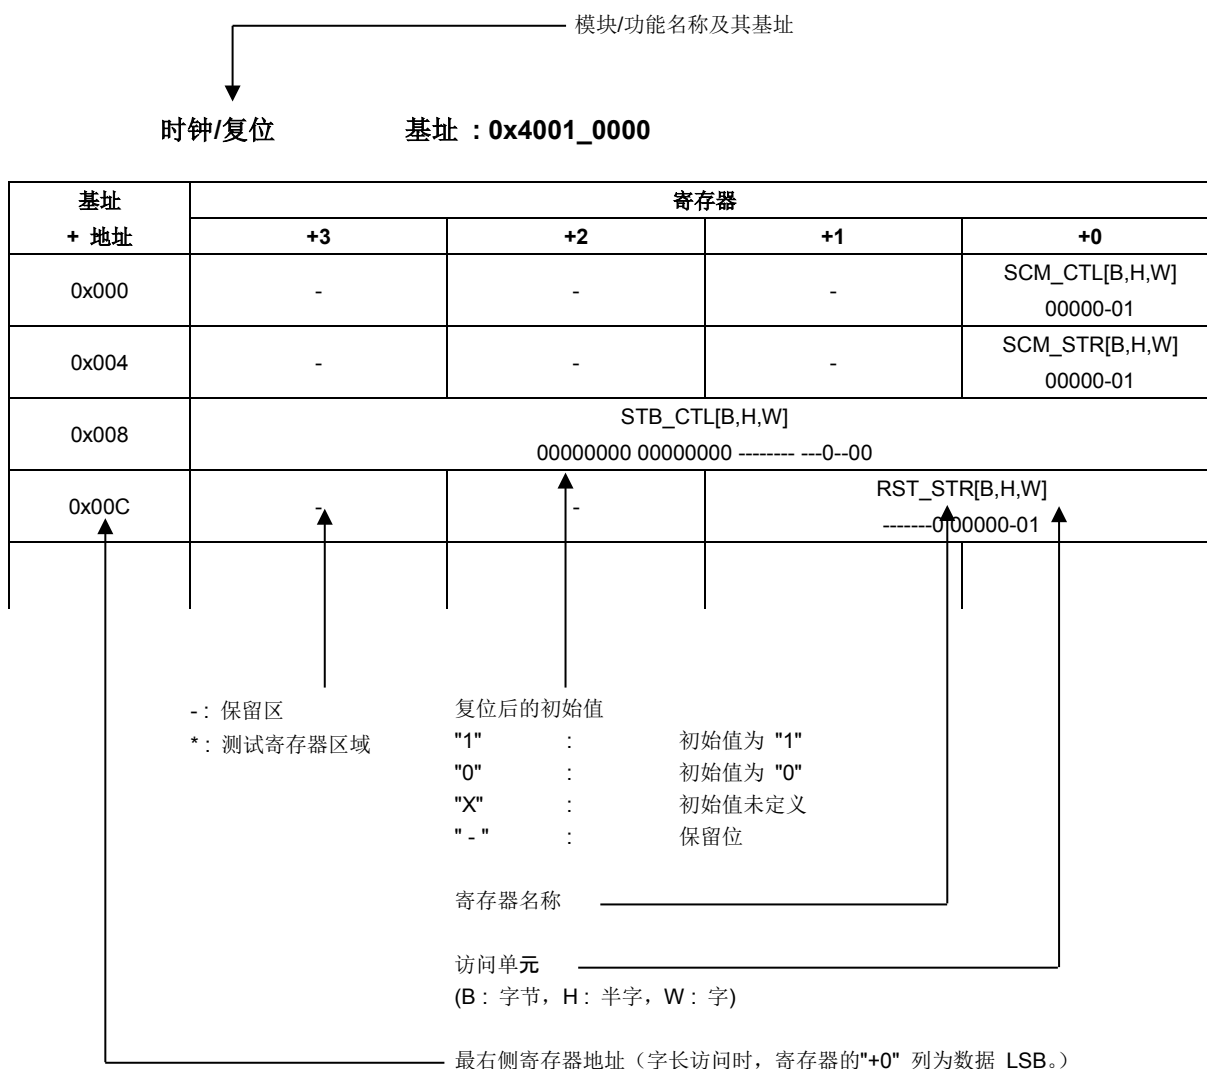 模块/功能名称及其基址
时钟/复位 基址 : 0x4001_0000
基址 寄存器
+ 地址 +3 +2 +1 +0
0x000 - - - SCM_CTL[B,H,W]
00000-01
0x004 - - - SCM_STR[B,H,W]
00000-01
0x008 STB_CTL[B,H,W]
00000000 00000000 -------- ---0--00
0x00C - - RST_STR[B,H,W]
-------0 00000-01
- : 保留区
* : 测试寄存器区域
复位后的初始值
"1" : 初始值为 "1"
"0" : 初始值为 "0"
"X" : 初始值未定义
" - " : 保留位
寄存器名称
访问单元
(B : 字节，H : 半字，W : 字)
最右侧寄存器地址（字长访问时，寄存器的"+0" 列为数据 LSB。）